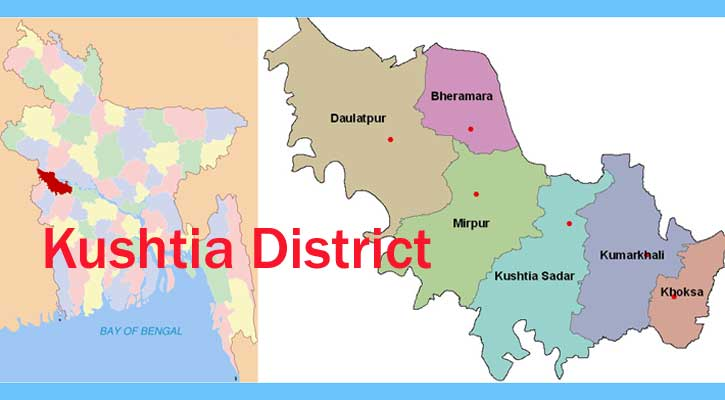 Bheramara
Daulatpur
Mirpur
Kushtia District
Kumarkhali
Kushtia Sadar
Khoksa
BAY OF BENGAL